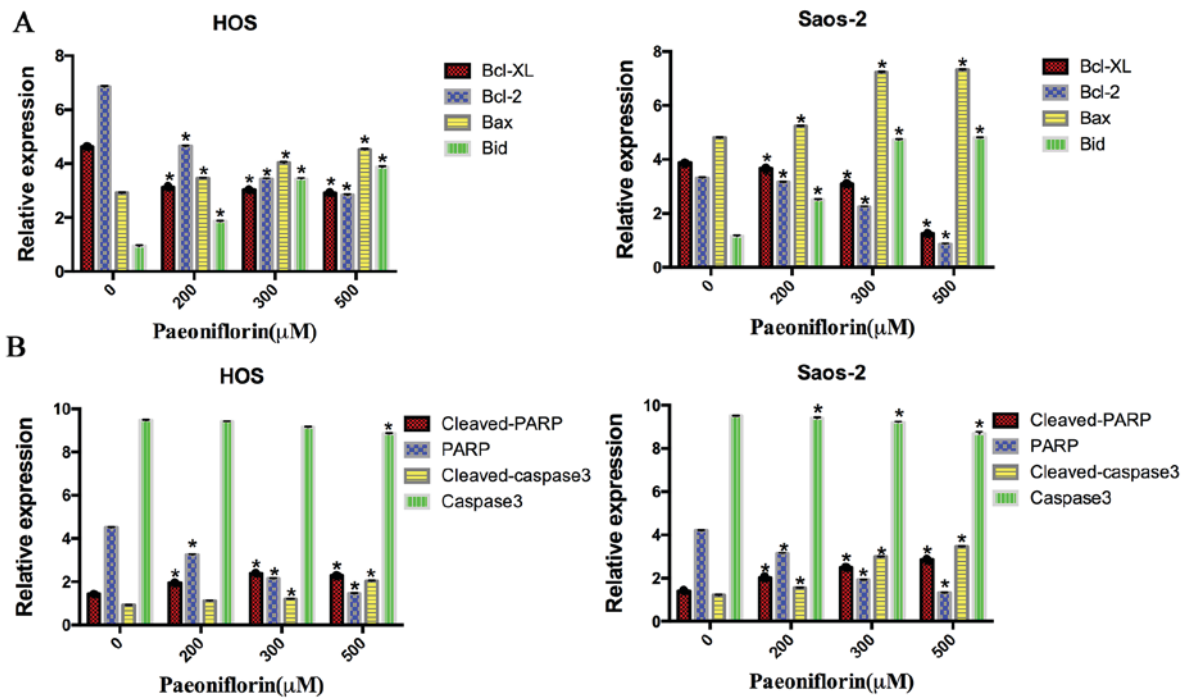 A
HOS
Relative expression
8
6
4
2
0
* * *
* * * *
* * * *
0 200 300 500
Paeoniflorin(μM)
Bcl-XL
Bcl-2
Bax
Bid
Saos-2
Relative expression
8
6
4
2
0
* * * *
* * * *
* * * *
0 200 300 500
Paeoniflorin(μM)
Bcl-XL
Bcl-2
Bax
Bid
B
HOS
Relative expression
10
8
6
4
2
0
* *
* * *
* * * *
0 200 300 500
Paeoniflorin(μM)
Cleaved-PARP
PARP
Cleaved-caspase3
Caspase3
Saos-2
Relative expression
10
8
6
4
2
0
* * * *
* * * *
* * * *
0 200 300 500
Paeoniflorin(μM)
Cleaved-PARP
PARP
Cleaved-caspase3
Caspase3